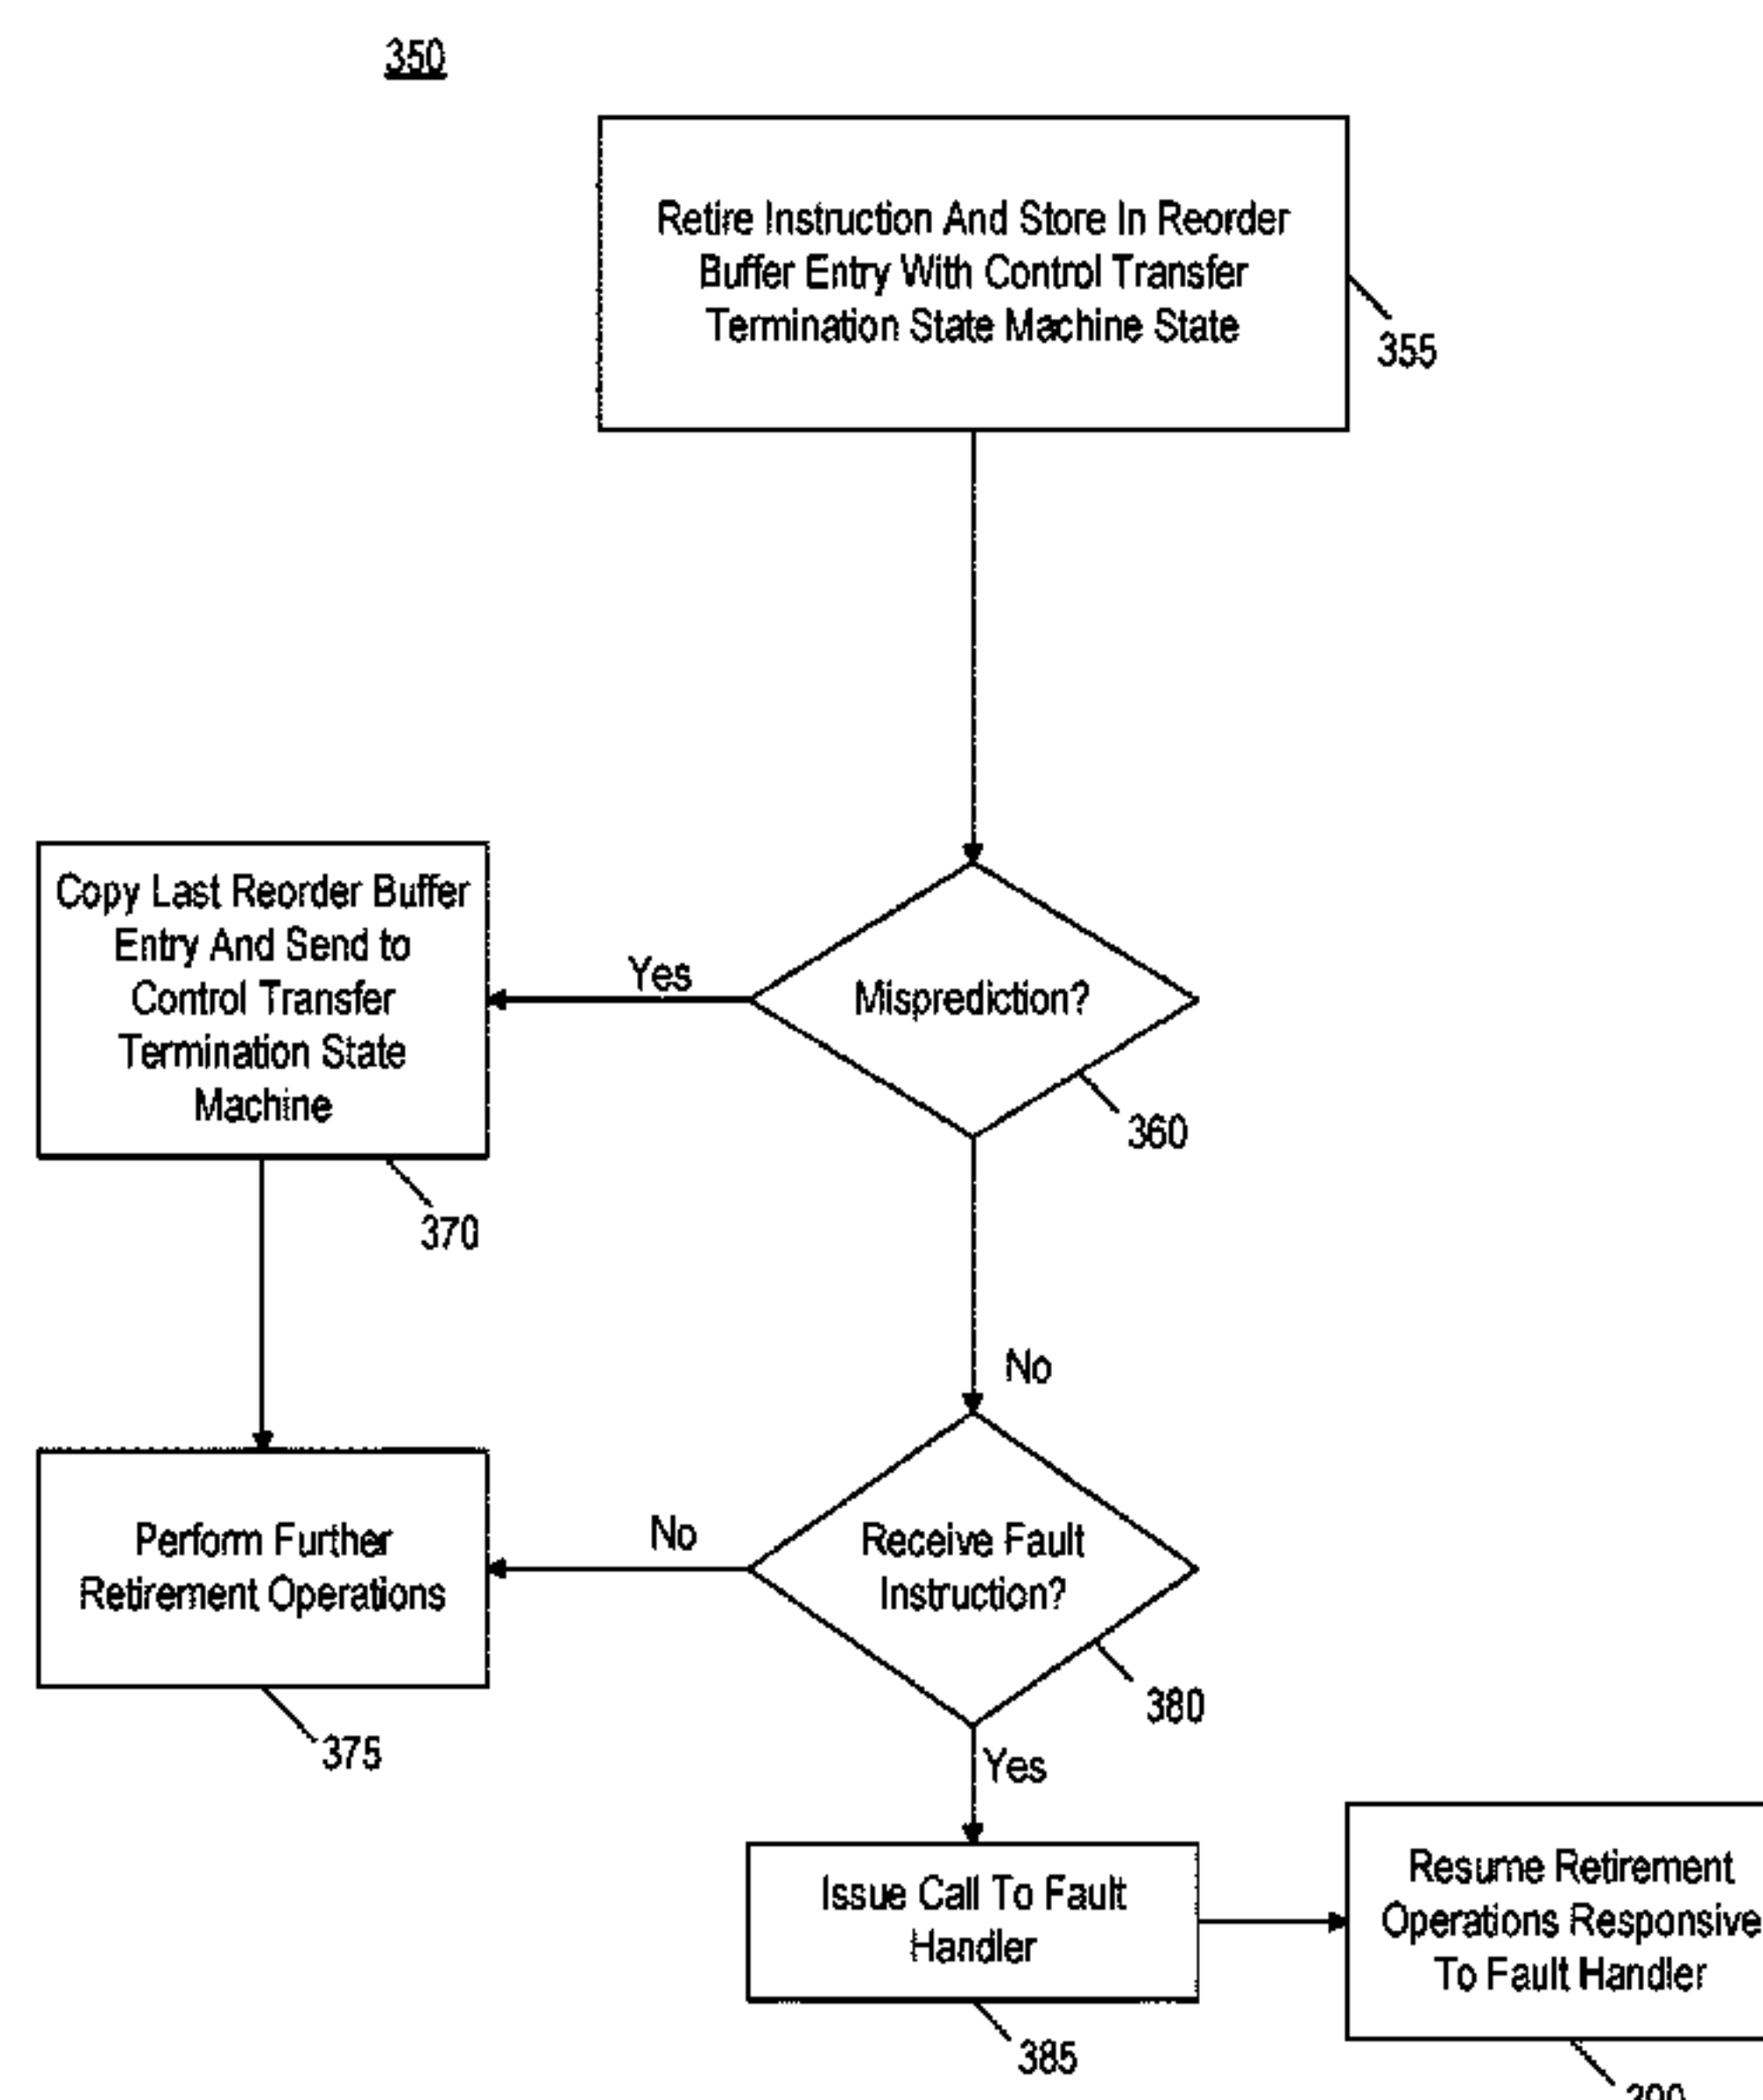 350
Retire Instruction And Store In Reorder
Buffer Entry With Control Transfer
Termination State Machine State
355
Copy Last Reorder Buffer
Entry And Send to
Control Transfer
Termination State
Machine
Yes
Misprediction?
360
370
No
Perform Further
Retirement Operations
No
Receive Fault
Instruction?
380
375
Yes
Issue Call To Fault
Handler
Resume Retirement
Operations Responsive
To Fault Handler
385